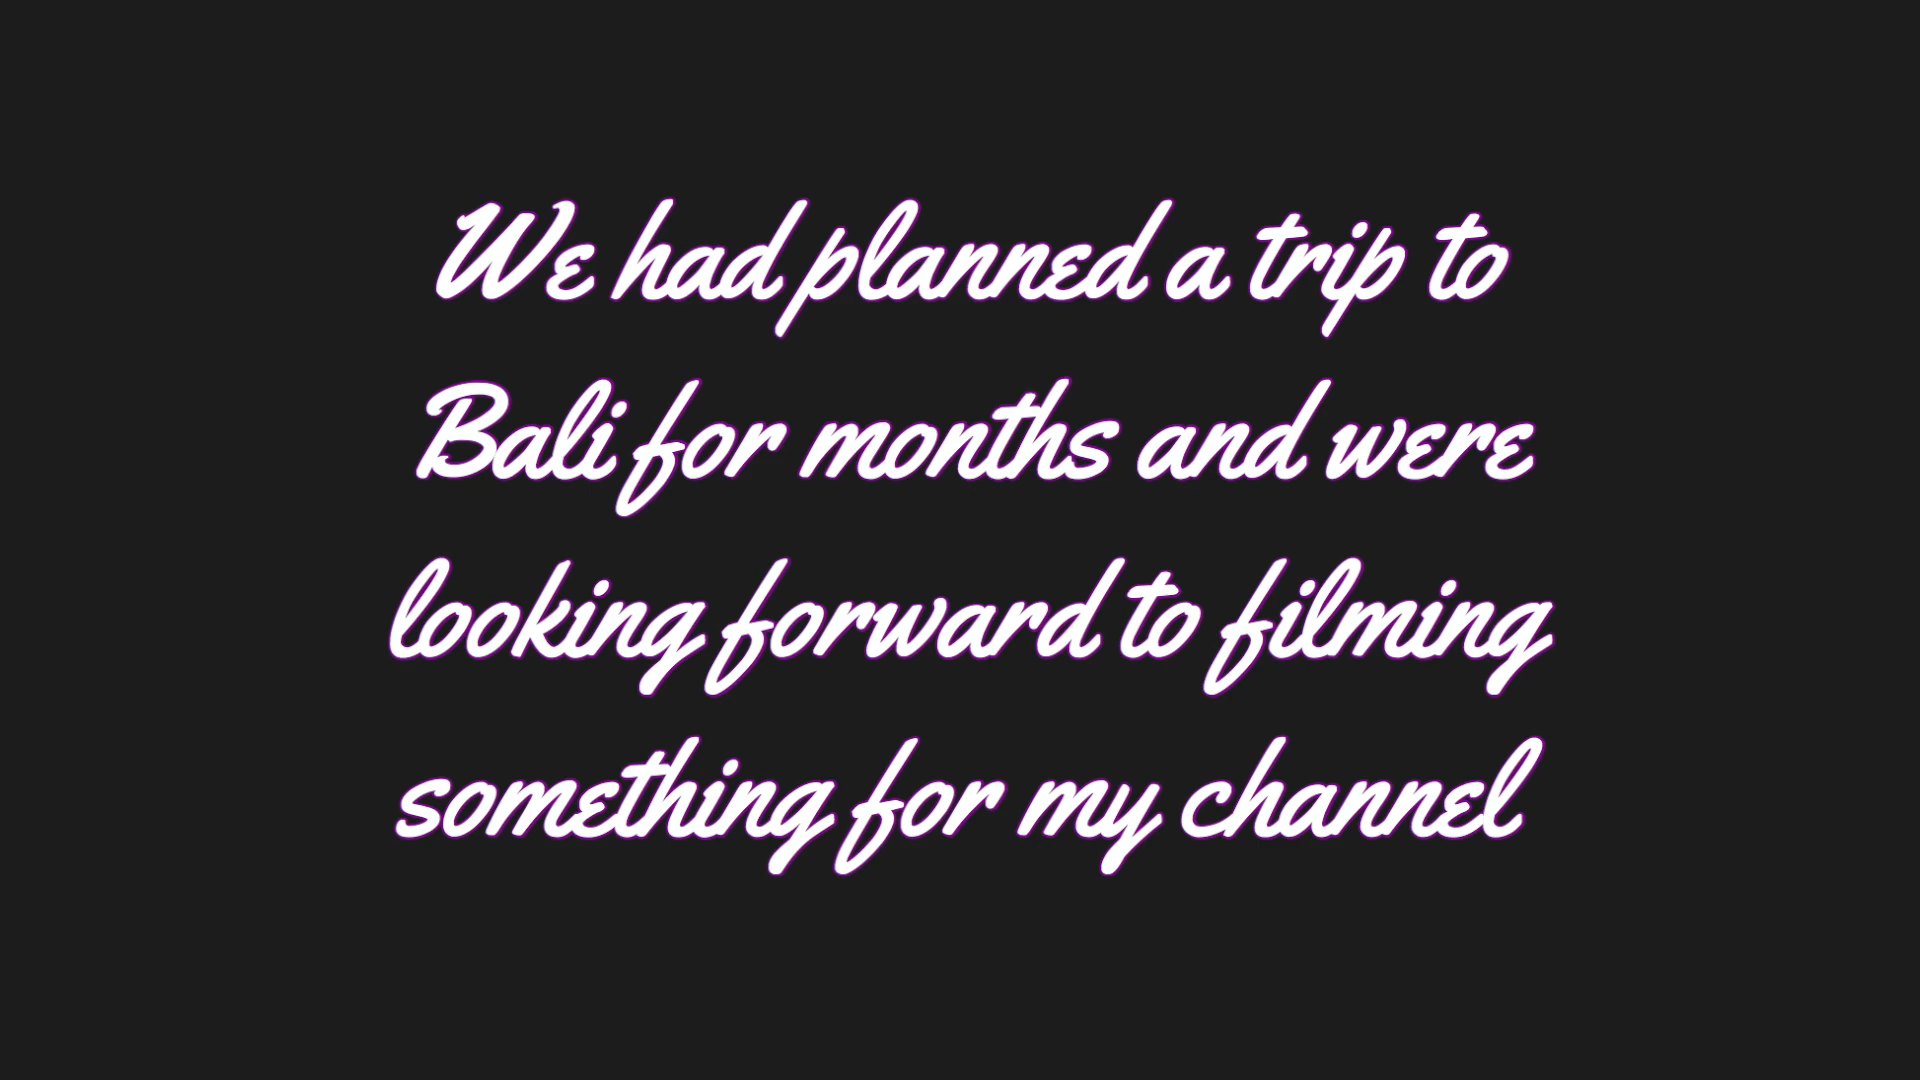 We had planned a trip to
Bali for months and were
looking forward to filming
something for my channel